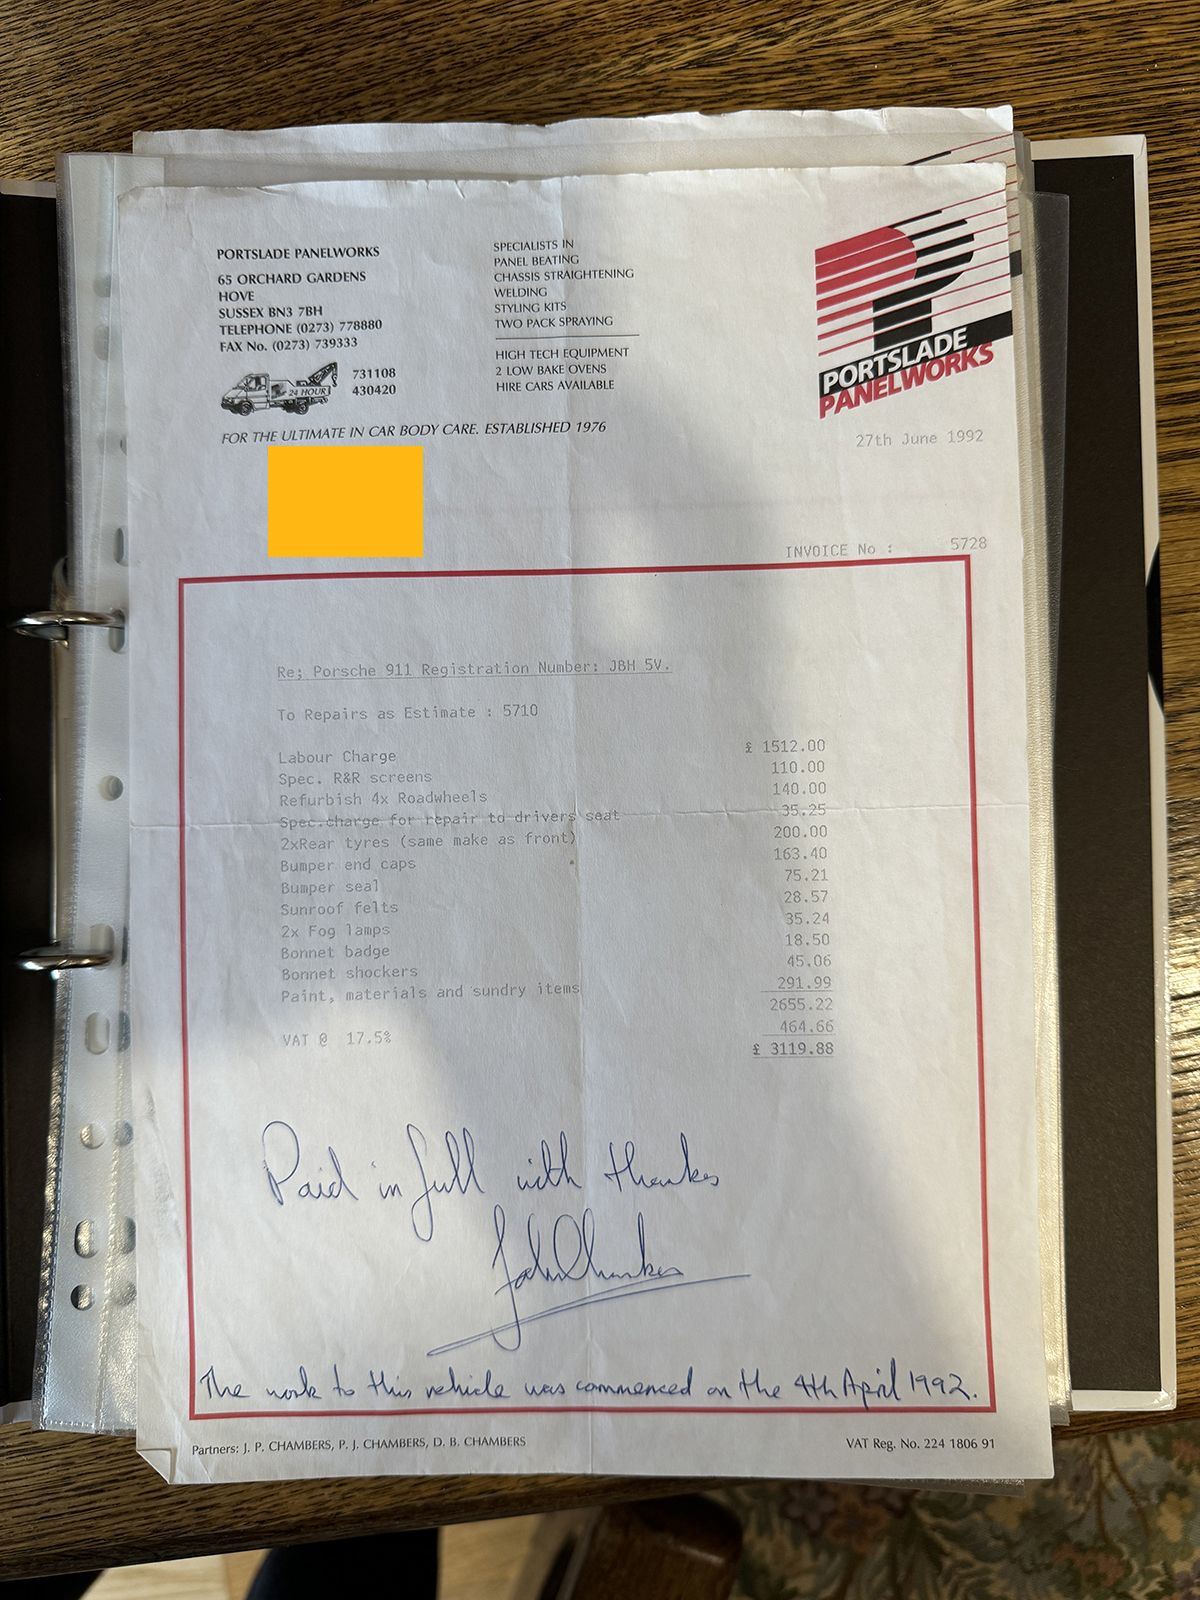 PORTSLADE PANELWORKS
65 ORCHARD GARDENS
HOVE
SUSSEX BN3 7BH
TELEPHONE (0273) 778880
FAX No. (0273) 739333
24 HOUR
731108
430420
FOR THE ULTIMATE IN CAR BODY CARE. ESTABLISHED 1976
SPECIALISTS IN
PANEL BEATING
CHASSIS STRAIGHTENING
WELDING
STYLING KITS
TWO PACK SPRAYING
HIGH TECH EQUIPMENT
2 LOW BAKE OVENS
HIRE CARS AVAILABLE
P
PORTSLADE
PANELWORKS
27th June 1992
INVOICE No : 5728
Re; Porsche 911 Registration Number: J8H 5V.
To Repairs as Estimate : 5710
Labour Charge £ 1512.00
Spec. R&R screens 110.00
Refurbish 4x Roadwheels 140.00
Spec.charge for repair to drivers seat 35.25
2xRear tyres (same make as front) 200.00
Bumper end caps 163.40
Bumper seal 75.21
Sunroof felts 28.57
2x Fog lamps 35.24
Bonnet badge 18.50
Bonnet shockers 45.06
Paint, materials and sundry items 291.99
2655.22
VAT @ 17.5% 464.66
£ 3119.88
Paid in full with thanks
The work to this vehicle was commenced on the 4th April 1992.
Partners: J. P. CHAMBERS, P. J. CHAMBERS, D. B. CHAMBERS
VAT Reg. No. 224 1806 91